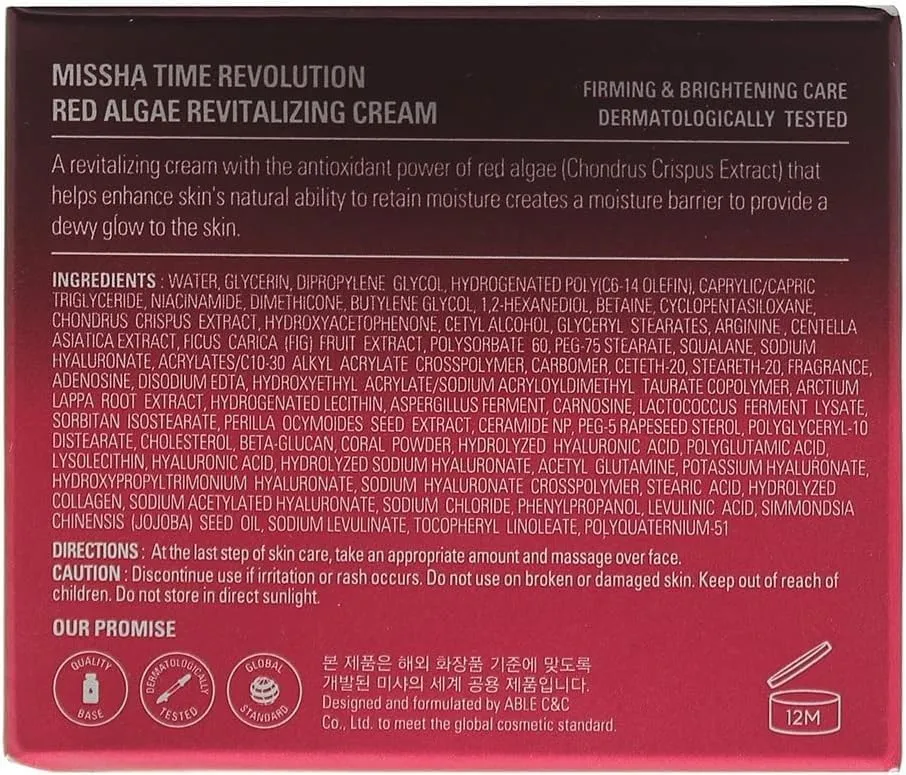 MISSHA TIME REVOLUTION
RED ALGAE REVITALIZING CREAM
FIRMING & BRIGHTENING CARE
DERMATOLOGICALLY TESTED
A revitalizing cream with the antioxidant power of red algae (Chondrus Crispus Extract) that
helps enhance skin's natural ability to retain moisture creates a moisture barrier to provide a
dewy glow to the skin.
INGREDIENTS : WATER, GLYCERIN, DIPROPYLENE GLYCOL, HYDROGENATED POLY(C6-14 OLEFIN), CAPRYLIC/CAPRIC
TRIGLYCERIDE, NIACINAMIDE, DIMETHICONE, BUTYLENE GLYCOL, 1,2-HEXANEDIOL, BETAINE, CYCLOPENTASILOXANE,
CHONDRUS CRISPUS EXTRACT, HYDROXYACETOPHENONE, CETYL ALCOHOL, GLYCERYL STEARATES, ARGININE, CENTELLA
ASIATICA EXTRACT, FICUS CARICA (FIG) FRUIT EXTRACT, POLYSORBATE 60, PEG-75 STEARATE, SQUALANE, SODIUM
HYALURONATE, ACRYLATES/C10-30 ALKYL ACRYLATE CROSSPOLYMER, CARBOMER, CETETH-20, STEARETH-20, FRAGRANCE,
ADENOSINE, DISODIUM EDTA, HYDROXYETHYL ACRYLATE/SODIUM ACRYLOYLDIMETHYL TAURATE COPOLYMER, ARCTIUM
LAPPA ROOT EXTRACT, HYDROGENATED LECITHIN, ASPERGILLUS FERMENT, CARNOSINE, LACTOCOCCUS FERMENT LYSATE,
SORBITAN ISOSTEARATE, PERILLA OCYMOIDES SEED EXTRACT, CERAMIDE NP, PEG-5 RAPESEED STEROL, POLYGLYCERYL-10
DISTEARATE, CHOLESTEROL, BETA-GLUCAN, CORAL POWDER, HYDROLYZED HYALURONIC ACID, POLYGLUTAMIC ACID,
LYSOLECITHIN, HYALURONIC ACID, HYDROLYZED SODIUM HYALURONATE, ACETYL GLUTAMINE, POTASSIUM HYALURONATE,
HYDROXYPROPYLTRIMONIUM HYALURONATE, SODIUM HYALURONATE CROSSPOLYMER, STEARIC ACID, HYDROLYZED
COLLAGEN, SODIUM ACETYLATED HYALURONATE, SODIUM CHLORIDE, PHENYLPROPANOL, LEVULINIC ACID, SIMMONDSIA
CHINENSIS (JOJOBA) SEED OIL, SODIUM LEVULINATE, TOCOPHERYL LINOLEATE, POLYQUATERNIUM-51
DIRECTIONS : At the last step of skin care, take an appropriate amount and massage over face.
CAUTION : Discontinue use if irritation or rash occurs. Do not use on broken or damaged skin. Keep out of reach of
children. Do not store in direct sunlight.
OUR PROMISE
QUALITY
BASE
DERMATOLOGICALLY
TESTED
GLOBAL
STANDARD
본 제품은 해외 화장품 기준에 맞도록
개발된 미샤의 세계 공용 제품입니다.
Designed and formulated by ABLE C&C
Co., Ltd. to meet the global cosmetic standard.
12M